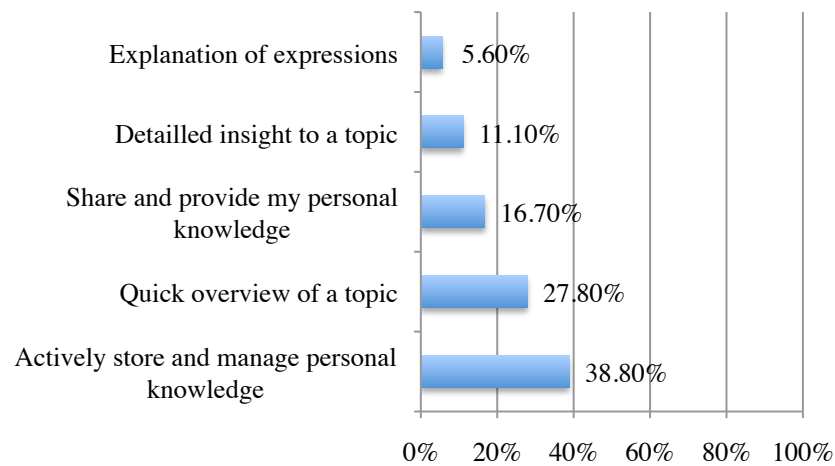 Explanation of expressions
5.60%
Detailled insight to a topic
11.10%
Share and provide my personal
knowledge
16.70%
Quick overview of a topic
27.80%
Actively store and manage personal
knowledge
38.80%
0% 20% 40% 60% 80% 100%